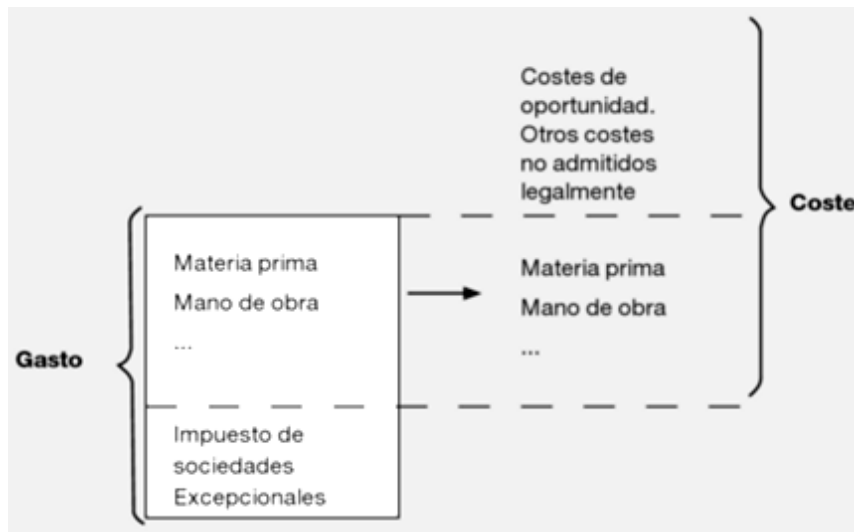 Costes de
oportunidad.
Otros costes
no admitidos
legalmente
Coste
Materia prima
Mano de obra
...
Materia prima
Mano de obra
...
Gasto
Impuesto de
sociedades
Excepcionales